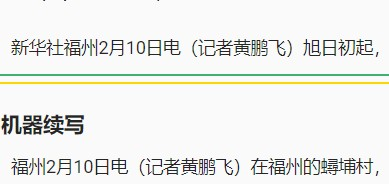 新华社福州2月10日电（记者黄鹏飞）旭日初起，
机器续写
福州2月10日电（记者黄鹏飞）在福州的蟳埔村，